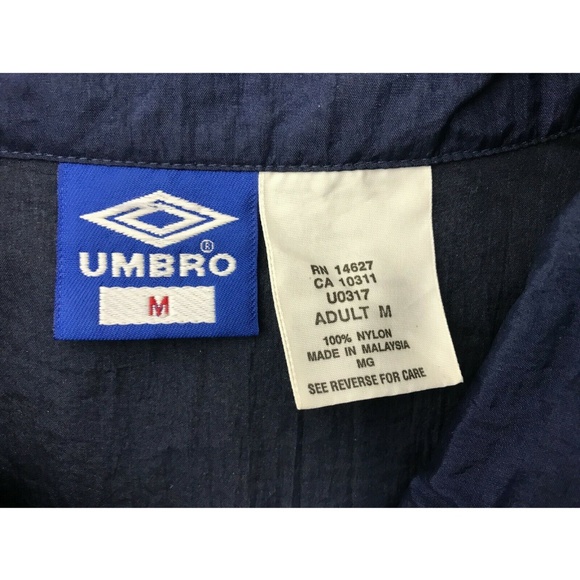 UMBRO®
M
RN 14627
CA 10311
U0317
ADULT M
100% NYLON
MADE IN MALAYSIA
MG
SEE REVERSE FOR CARE